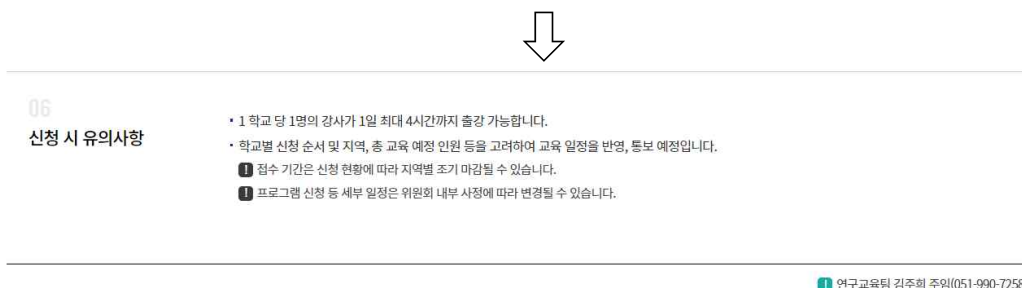 06
신청 시 유의사항
1 학교 당 1명의 강사가 1일 최대 4시간까지 출강 가능합니다.
학교별 신청 순서 및 지역, 총 교육 예정 인원 등을 고려하여 교육 일정을 반영, 통보 예정입니다.
! 접수 기간은 신청 현황에 따라 지역별 조기 마감될 수 있습니다.
! 프로그램 신청 등 세부 일정은 위원회 내부 사정에 따라 변경될 수 있습니다.
! 연구교육팀 김주희 주임(051-990-7258